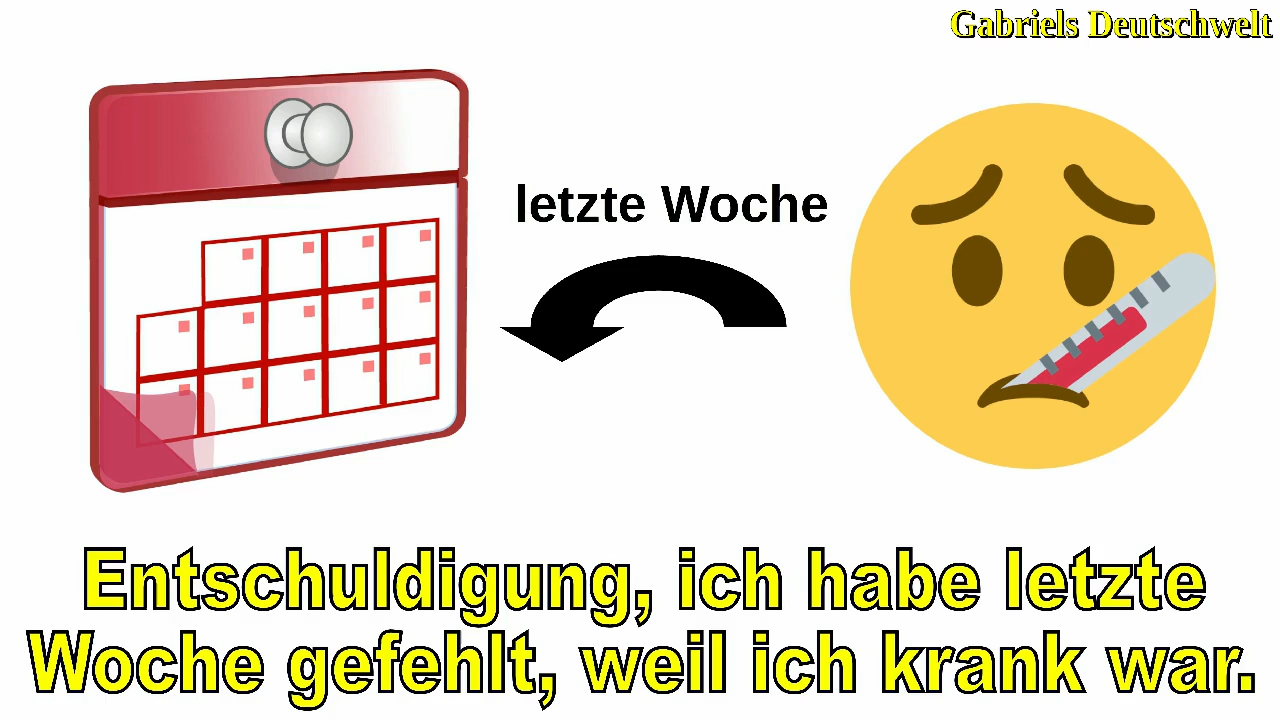 Gabriels Deutschwelt
letzte Woche
Entschuldigung, ich habe letzte
Woche gefehlt, weil ich krank war.